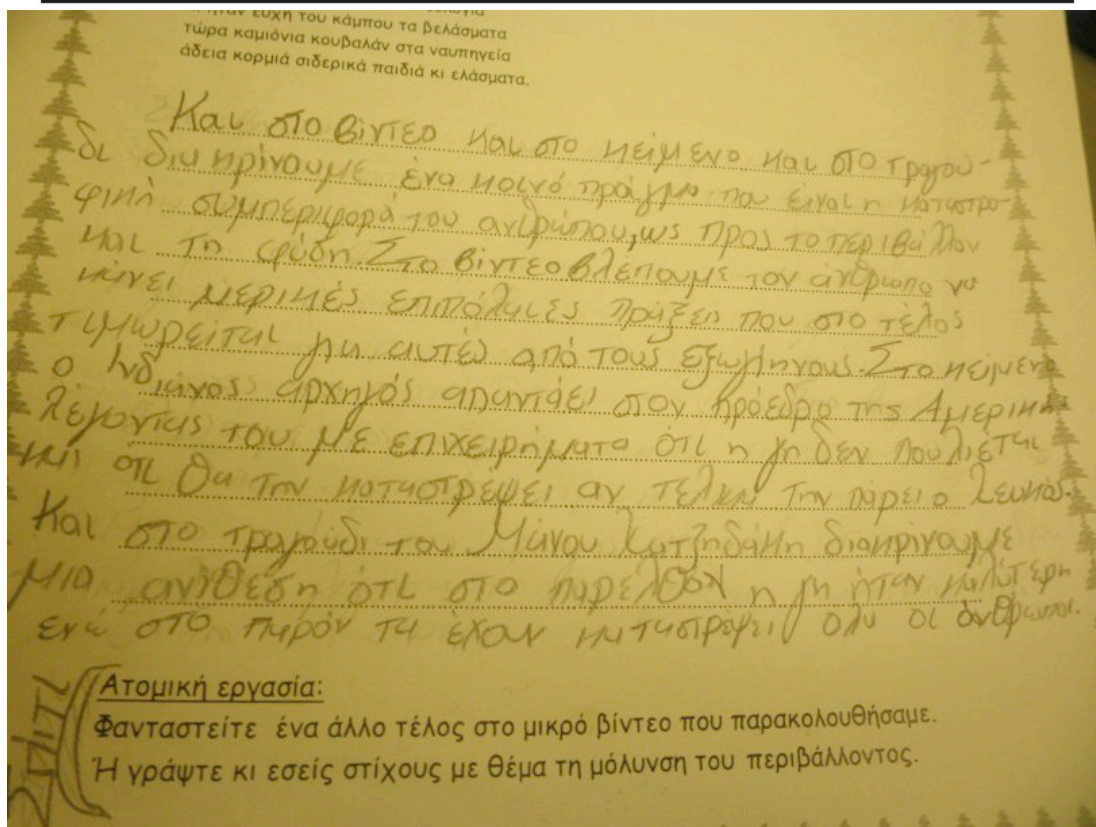 κι ήταν ευχή του κάμπου τα βελάσματα
τώρα καμιόνια κουβαλάν στα ναυπηγεία
άδεια κορμιά σιδερικά παιδιά κι ελάσματα.
Και στο βίντεο και στο κείμενο και στο τραγού-
δι διακρίνουμε ένα κοινό πράγμα που είναι η καταστρο-
φική συμπεριφορά του ανθρώπου, ως προς το περιβάλλον
και τη φύση. Στο βίντεο βλέπουμε τον άνθρωπο να
κάνει μερικές επιπόλαιες πράξεις που στο τέλος
τιμωρείται για αυτές από τους εξωγήινους. Στο κείμενο
ο Ινδιάνος αρχηγός απαντάει στον πρόεδρο της Αμερικής
λέγοντας του με επιχειρήματα ότι η γη δεν πουλιέται
και οτι θα την καταστρέψει αν τελικά την πάρει ο λευκός.
Και στο τραγούδι του Μάνου Χατζηδάκη διακρίνουμε
μια αντίθεση ότι στο παρελθόν η γη ήταν καλύτερη
ενώ στο παρόν τα έχουν καταστρέψει όλα οι άνθρωποι.
Σπίτι
Ατομική εργασία:
Φανταστείτε ένα άλλο τέλος στο μικρό βίντεο που παρακολουθήσαμε.
Ή γράψτε κι εσείς στίχους με θέμα τη μόλυνση του περιβάλλοντος.